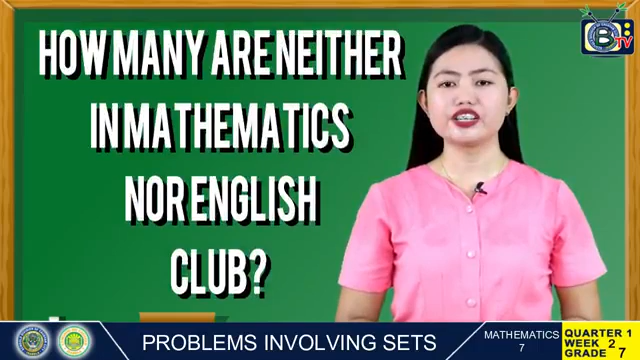 HOW MANY ARE NEITHER
IN MATHEMATICS
NOR ENGLISH
CLUB?
B TV
PROBLEMS INVOLVING SETS
MATHEMATICS
7
QUARTER 1
WEEK 2
GRADE 7